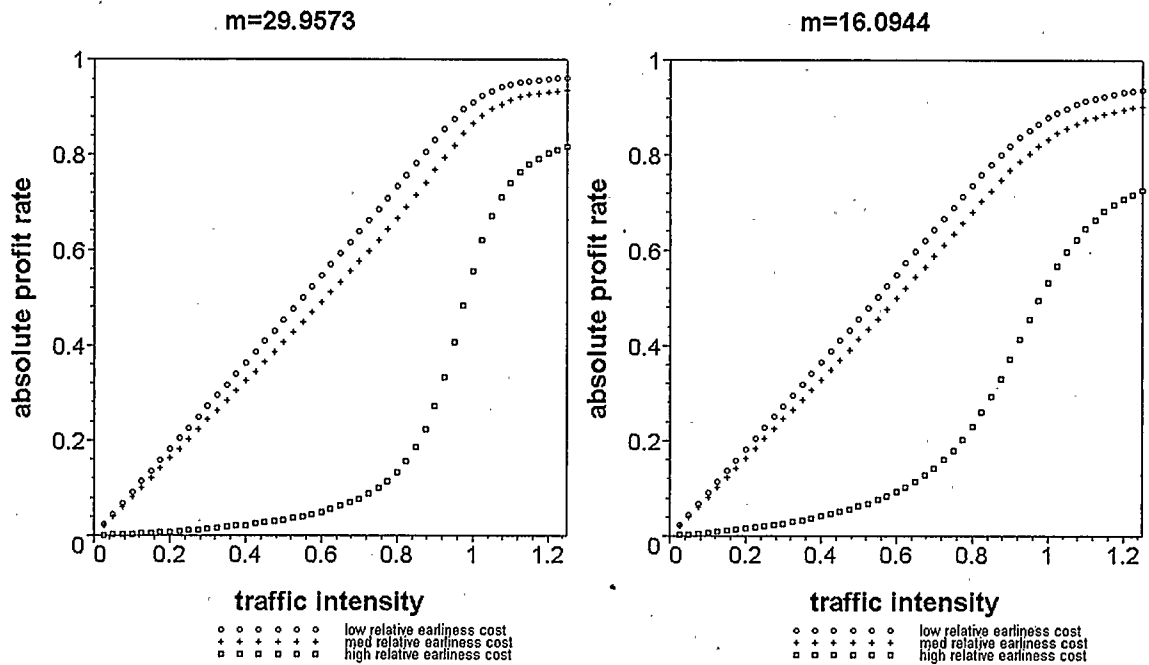 m=29.9573
1
0.8
0.6
0.4
0.2
0
0 0.2 0.4 0.6 0.8 1 1.2
absolute profit rate
traffic intensity
low relative earliness cost
med relative earliness cost
high relative earliness cost
m=16.0944
1
0.8
0.6
0.4
0.2
0
0 0.2 0.4 0.6 0.8 1 1.2
absolute profit rate
traffic intensity
low relative earliness cost
med relative earliness cost
high relative earliness cost